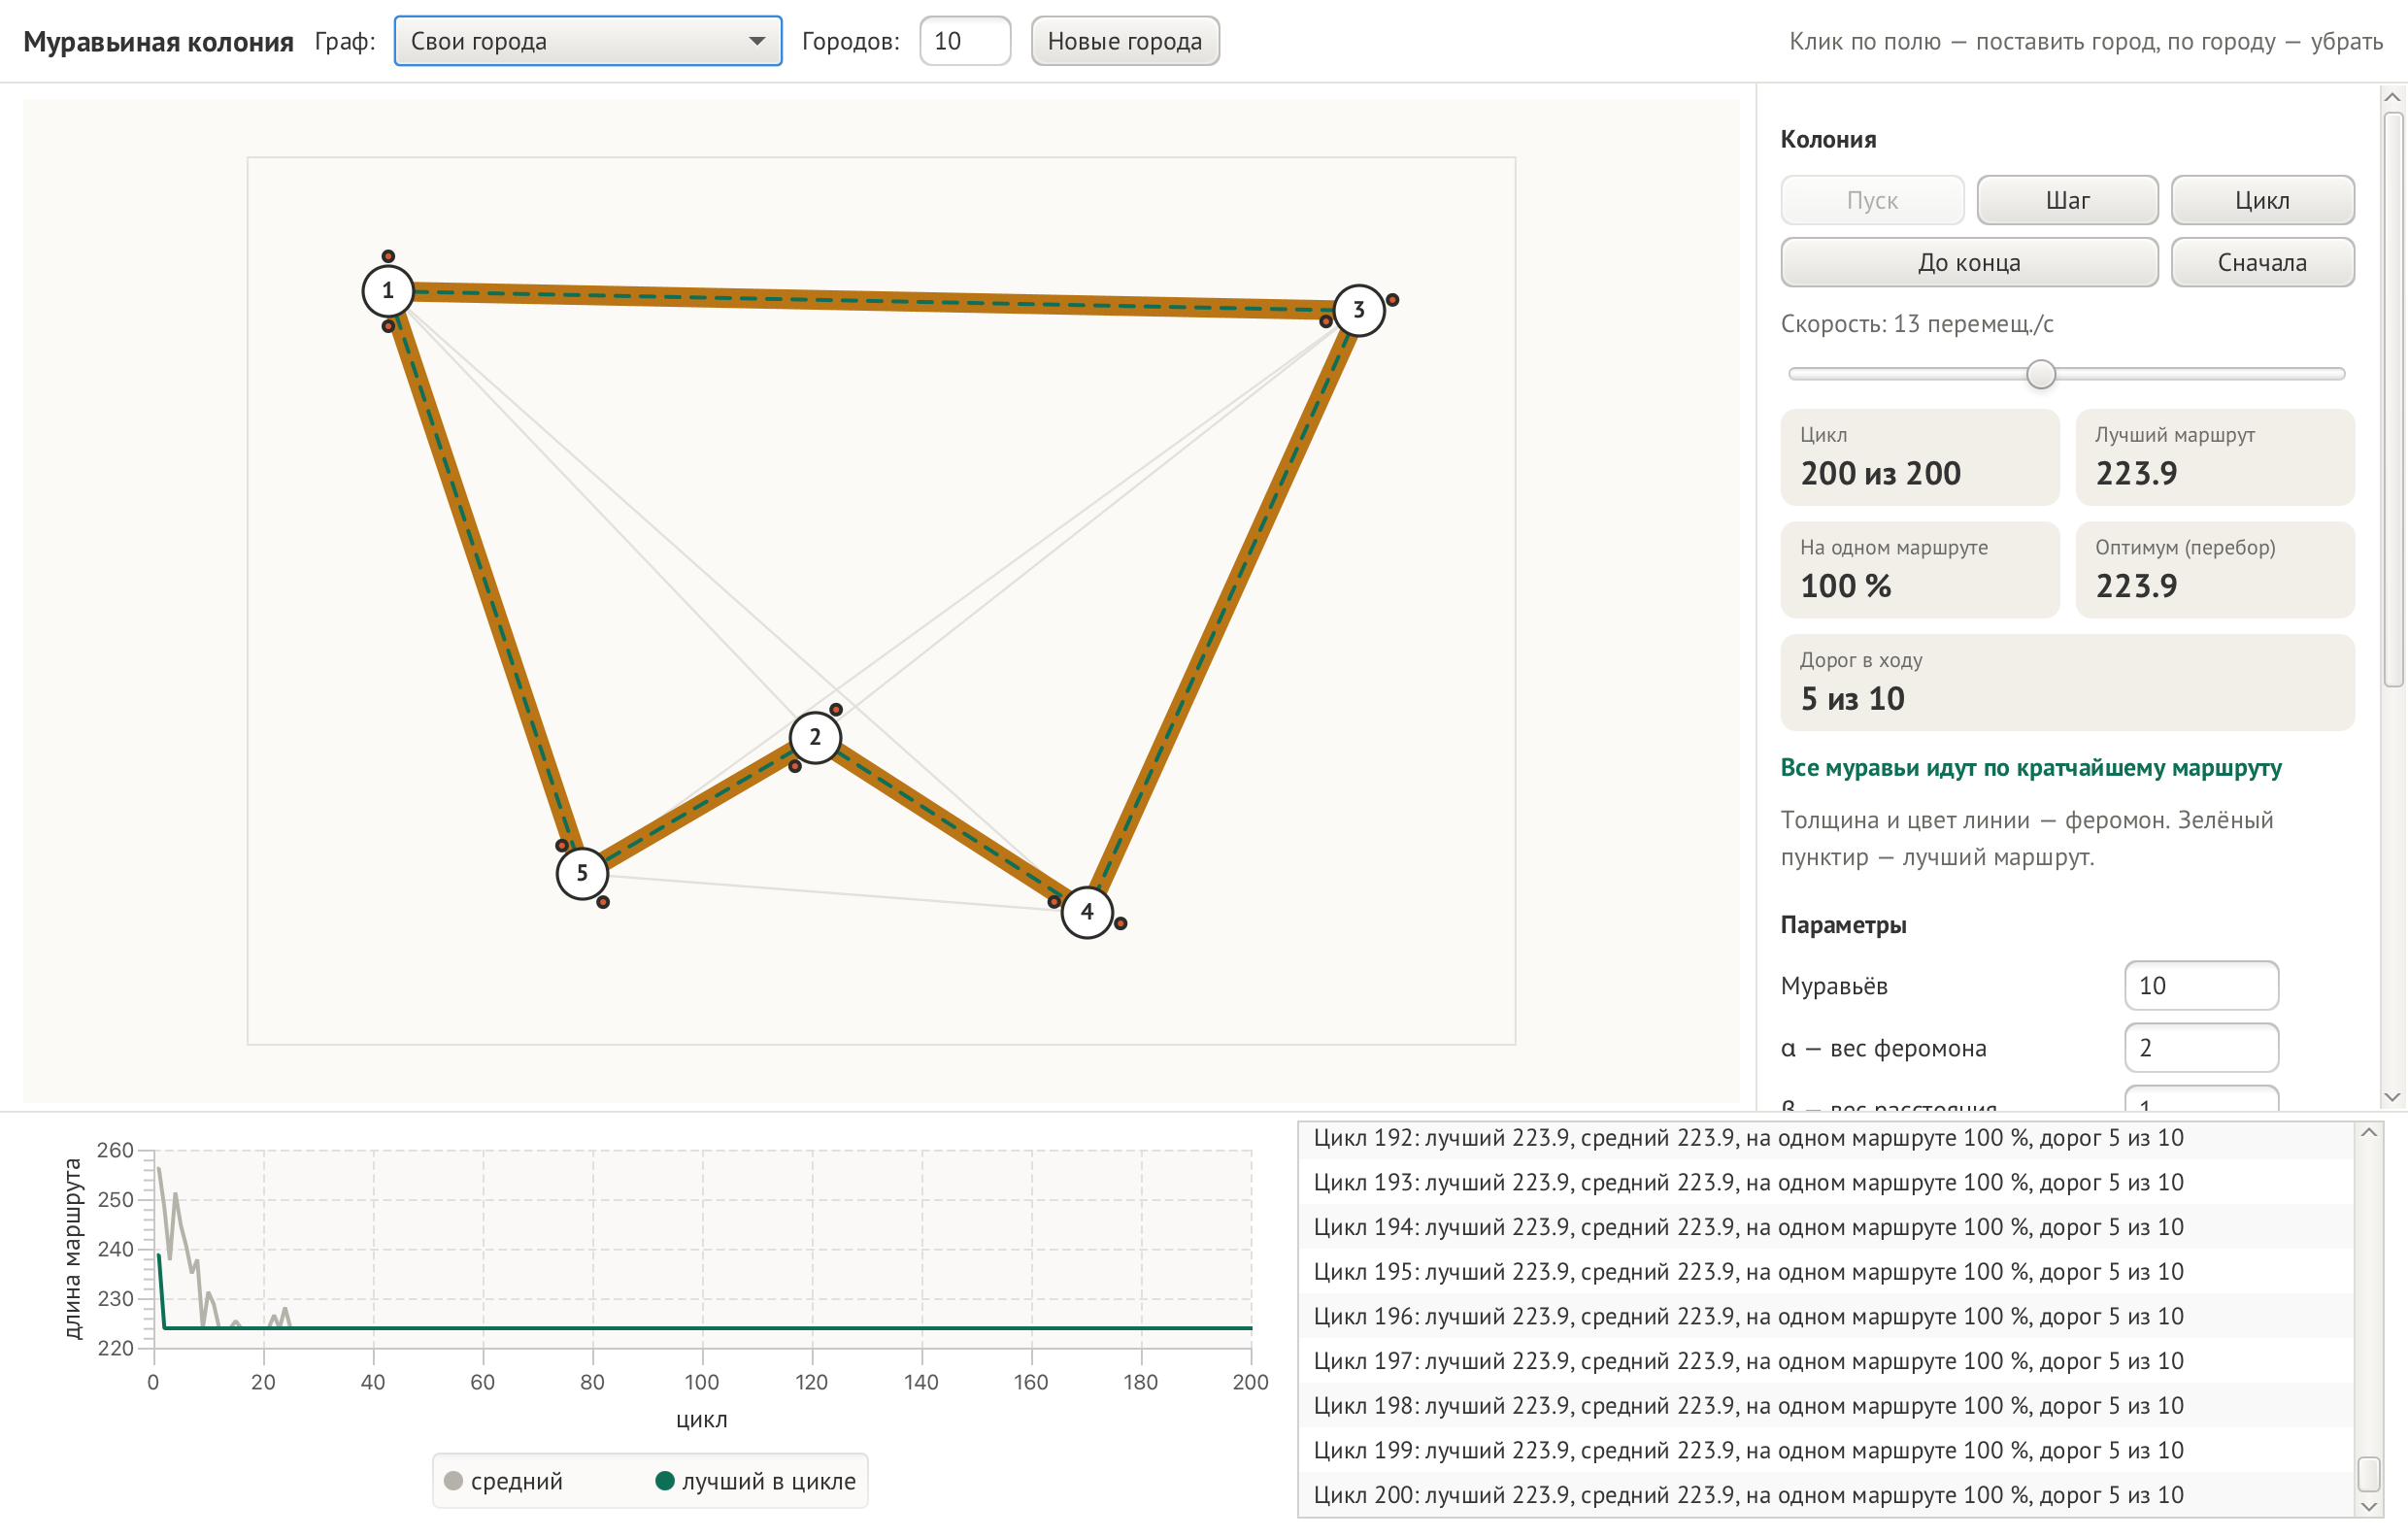 Муравьиная колония Граф: Свои города Городов: 10 Новые города Клик по полю — поставить город, по городу — убрать
1
3
2
5
4
Колония
Пуск Шаг Цикл
До конца Сначала
Скорость: 13 перемещ./с
Цикл Лучший маршрут
200 из 200 223.9
На одном маршруте Оптимум (перебор)
100 % 223.9
Дорог в ходу
5 из 10
Все муравьи идут по кратчайшему маршруту
Толщина и цвет линии — феромон. Зелёный
пунктир — лучший маршрут.
Параметры
Муравьёв 10
α — вес феромона 2
β — вес расстояния 1
длина маршрута
260
250
240
230
220
0 20 40 60 80 100 120 140 160 180 200
цикл
средний лучший в цикле
Цикл 192: лучший 223.9, средний 223.9, на одном маршруте 100 %, дорог 5 из 10
Цикл 193: лучший 223.9, средний 223.9, на одном маршруте 100 %, дорог 5 из 10
Цикл 194: лучший 223.9, средний 223.9, на одном маршруте 100 %, дорог 5 из 10
Цикл 195: лучший 223.9, средний 223.9, на одном маршруте 100 %, дорог 5 из 10
Цикл 196: лучший 223.9, средний 223.9, на одном маршруте 100 %, дорог 5 из 10
Цикл 197: лучший 223.9, средний 223.9, на одном маршруте 100 %, дорог 5 из 10
Цикл 198: лучший 223.9, средний 223.9, на одном маршруте 100 %, дорог 5 из 10
Цикл 199: лучший 223.9, средний 223.9, на одном маршруте 100 %, дорог 5 из 10
Цикл 200: лучший 223.9, средний 223.9, на одном маршруте 100 %, дорог 5 из 10